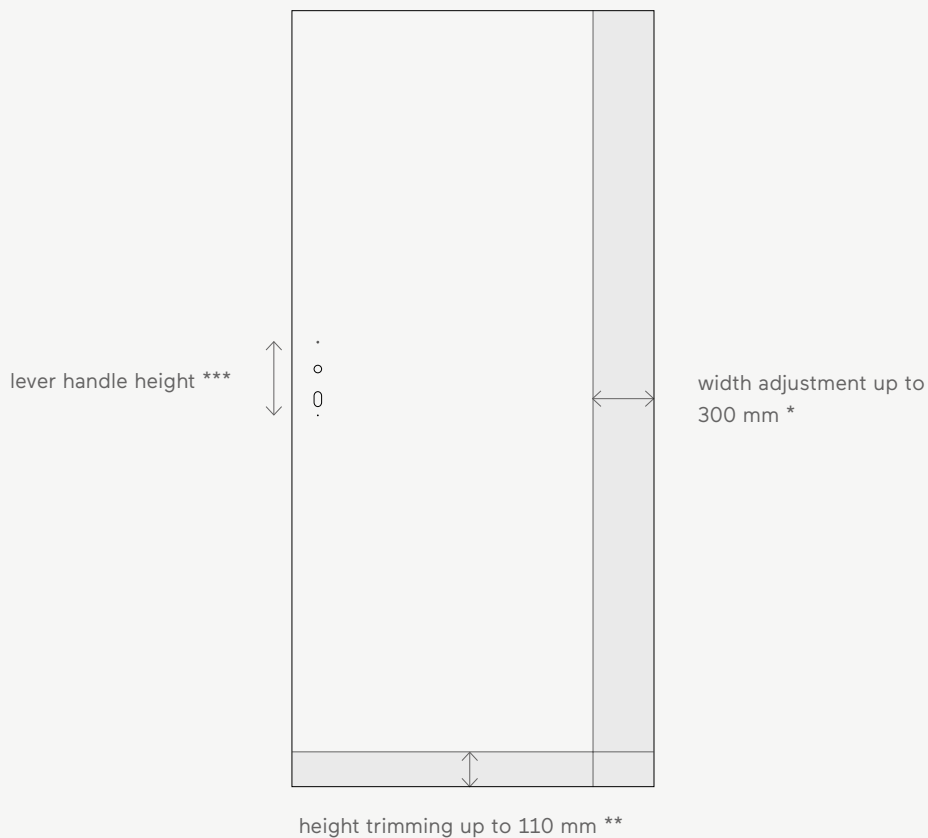 lever handle height ***
width adjustment up to
300 mm *
height trimming up to 110 mm **